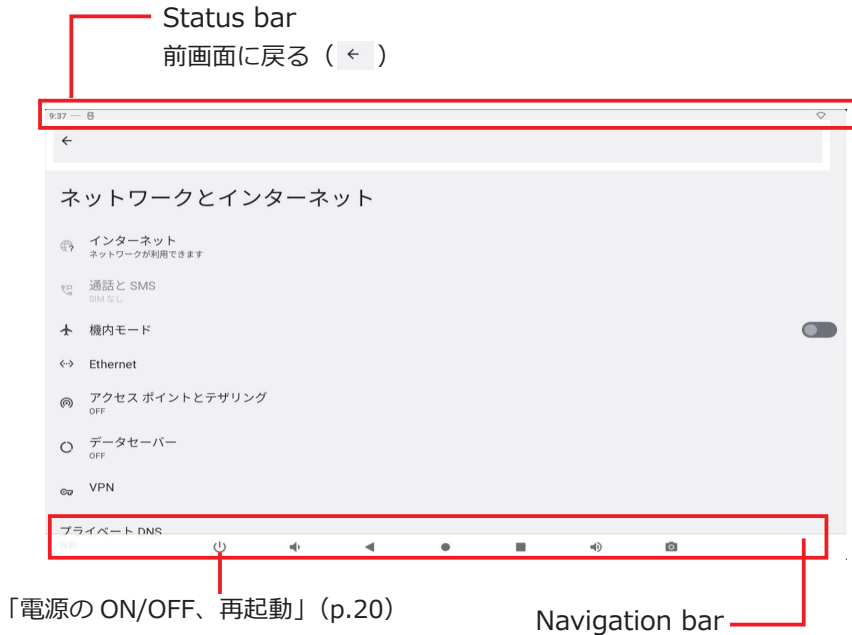 Status bar
前画面に戻る（ ← ）
9:37
←
ネットワークとインターネット
インターネット
ネットワークが利用できます
通話と SMS
SIM なし
機内モード
Ethernet
アクセス ポイントとテザリング
OFF
データセーバー
OFF
VPN
プライベート DNS
「電源の ON/OFF、再起動」（p.20）
Navigation bar